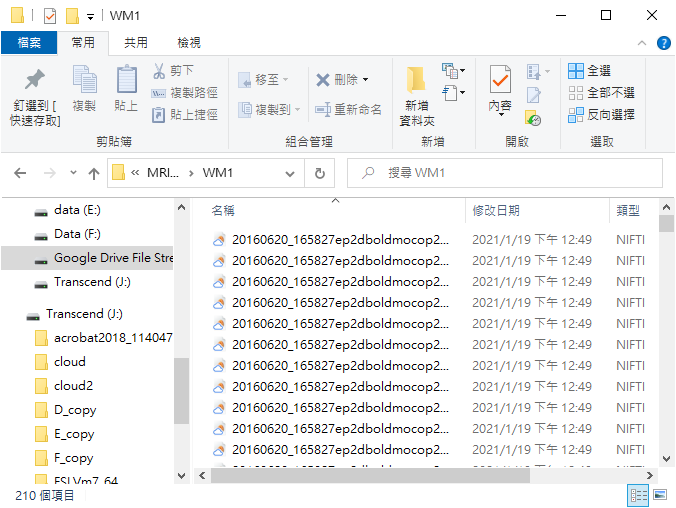 WM1
檔案 常用 共用 檢視
釘選到 [
快速存取]
複製
貼上
剪下
複製路徑
貼上捷徑
剪貼簿
移至
複製到
刪除
重新命名
組合管理
新增
資料夾
新增
內容
開啟
全選
全部不選
反向選擇
選取
« MRI... > WM1
搜尋 WM1
data (E:)
Data (F:)
Google Drive File Stre
Transcend (J:)
Transcend (J:)
acrobat2018_114047
cloud
cloud2
D_copy
E_copy
F_copy
FSLVm7_64
名稱 修改日期 類型
20160620_165827ep2dboldmocop2... 2021/1/19 下午 12:49 NIFTI
20160620_165827ep2dboldmocop2... 2021/1/19 下午 12:49 NIFTI
20160620_165827ep2dboldmocop2... 2021/1/19 下午 12:49 NIFTI
20160620_165827ep2dboldmocop2... 2021/1/19 下午 12:49 NIFTI
20160620_165827ep2dboldmocop2... 2021/1/19 下午 12:49 NIFTI
20160620_165827ep2dboldmocop2... 2021/1/19 下午 12:49 NIFTI
20160620_165827ep2dboldmocop2... 2021/1/19 下午 12:49 NIFTI
20160620_165827ep2dboldmocop2... 2021/1/19 下午 12:49 NIFTI
20160620_165827ep2dboldmocop2... 2021/1/19 下午 12:49 NIFTI
20160620_165827ep2dboldmocop2... 2021/1/19 下午 12:49 NIFTI
20160620_165827ep2dboldmocop2... 2021/1/19 下午 12:49 NIFTI
210 個項目